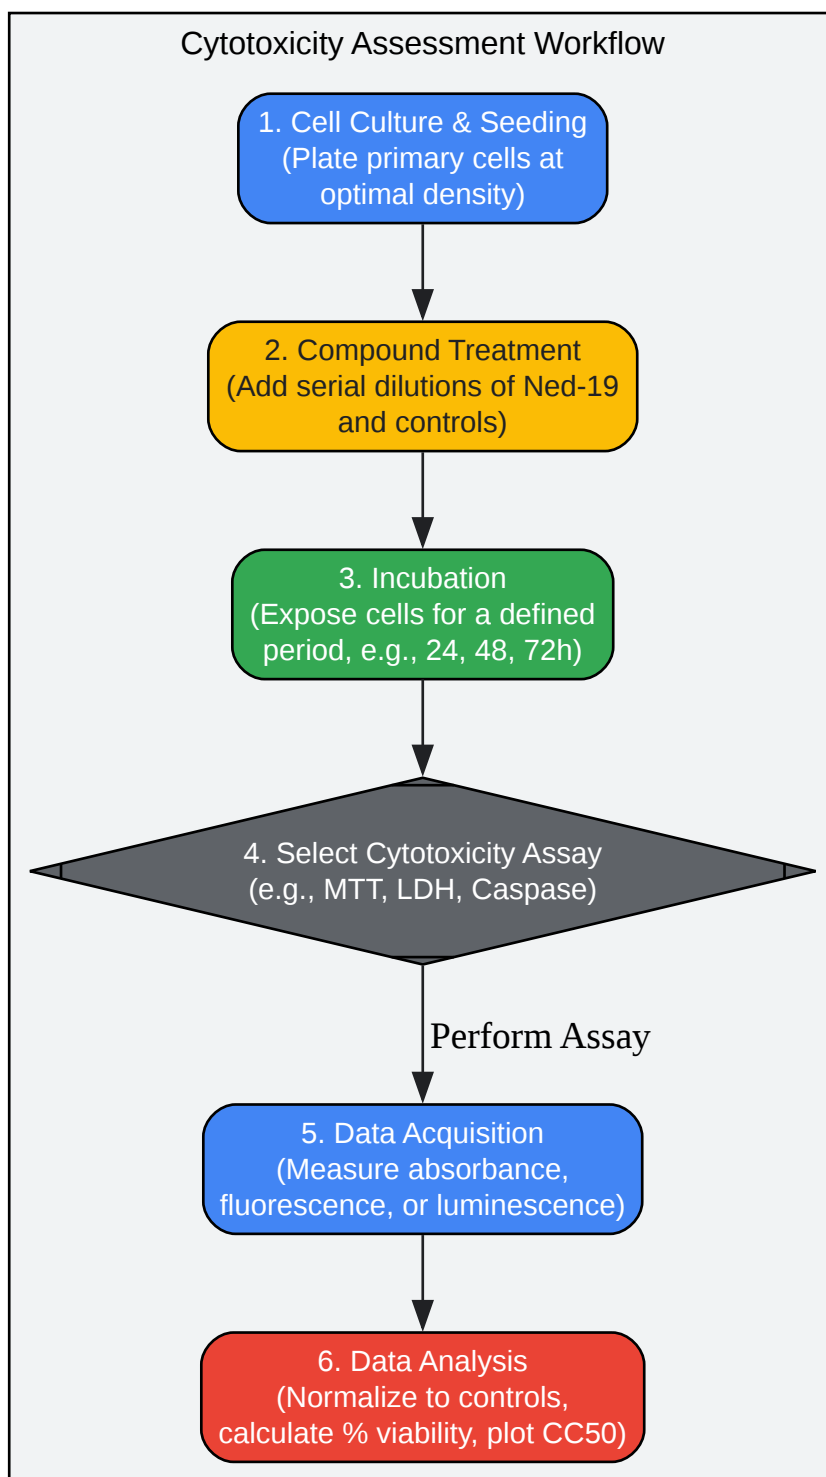 Cytotoxicity Assessment Workflow
1. Cell Culture & Seeding
(Plate primary cells at
optimal density)
2. Compound Treatment
(Add serial dilutions of Ned-19
and controls)
3. Incubation
(Expose cells for a defined
period, e.g., 24, 48, 72h)
4. Select Cytotoxicity Assay
(e.g., MTT, LDH, Caspase)
Perform Assay
5. Data Acquisition
(Measure absorbance,
fluorescence, or luminescence)
6. Data Analysis
(Normalize to controls,
calculate % viability, plot CC50)